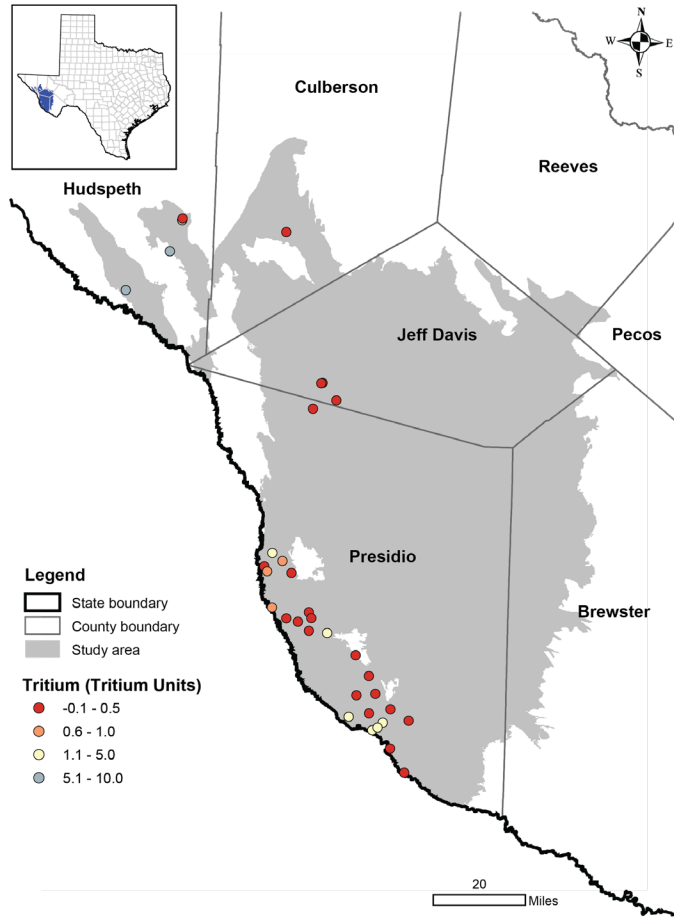 N
W E
S
Culberson
Reeves
Hudspeth
Jeff Davis
Pecos
Presidio
Brewster
Legend
State boundary
County boundary
Study area
Tritium (Tritium Units)
-0.1 - 0.5
0.6 - 1.0
1.1 - 5.0
5.1 - 10.0
20
Miles